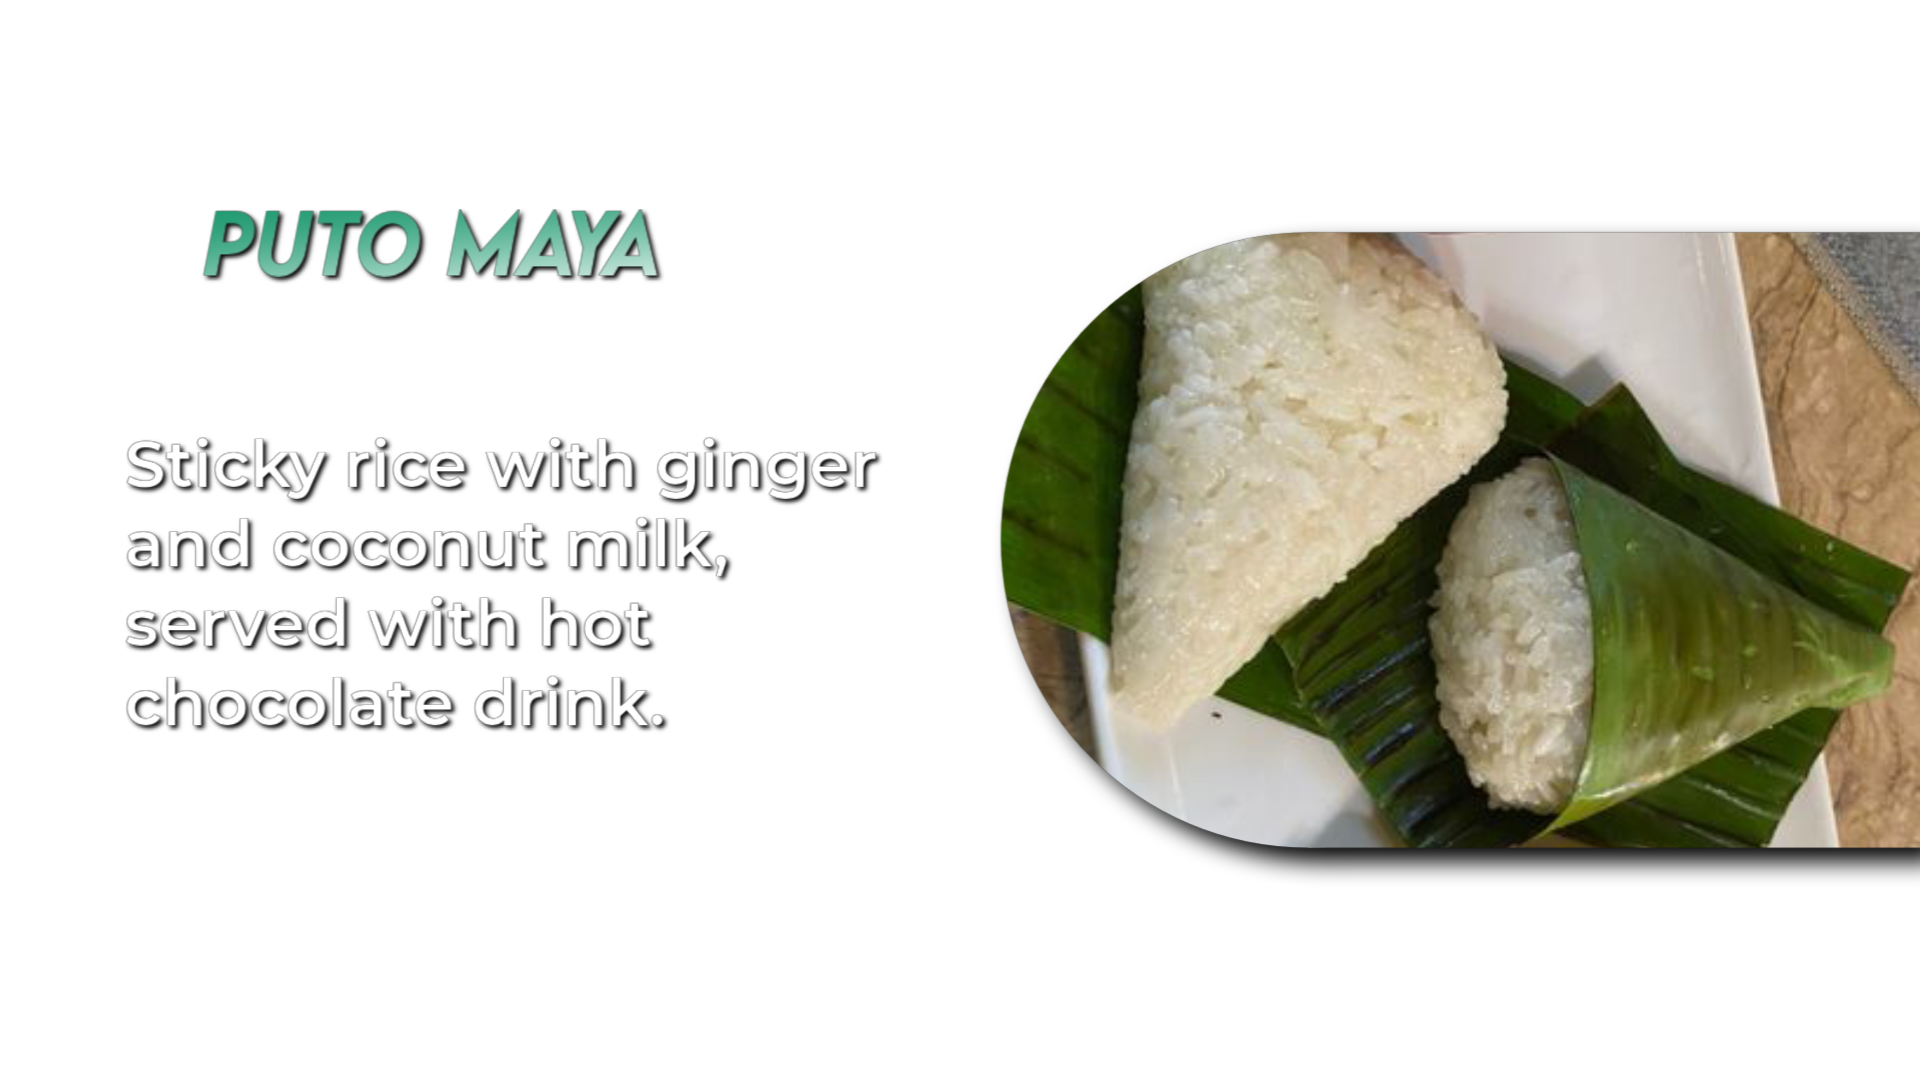 PUTO MAYA
Sticky rice with ginger
and coconut milk,
served with hot
chocolate drink.